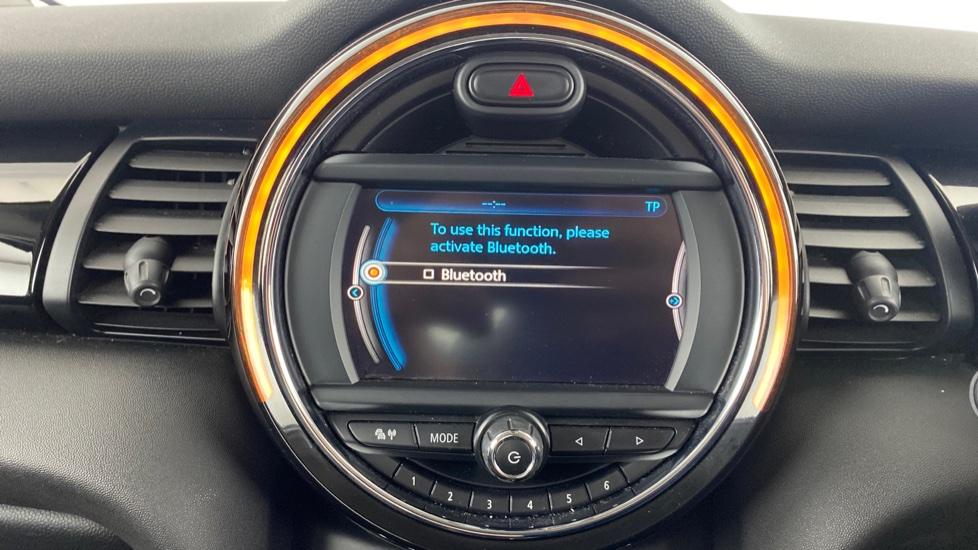 --:-- TP
To use this function, please
activate Bluetooth.
Bluetooth
MODE
1 2 3 4 5 6